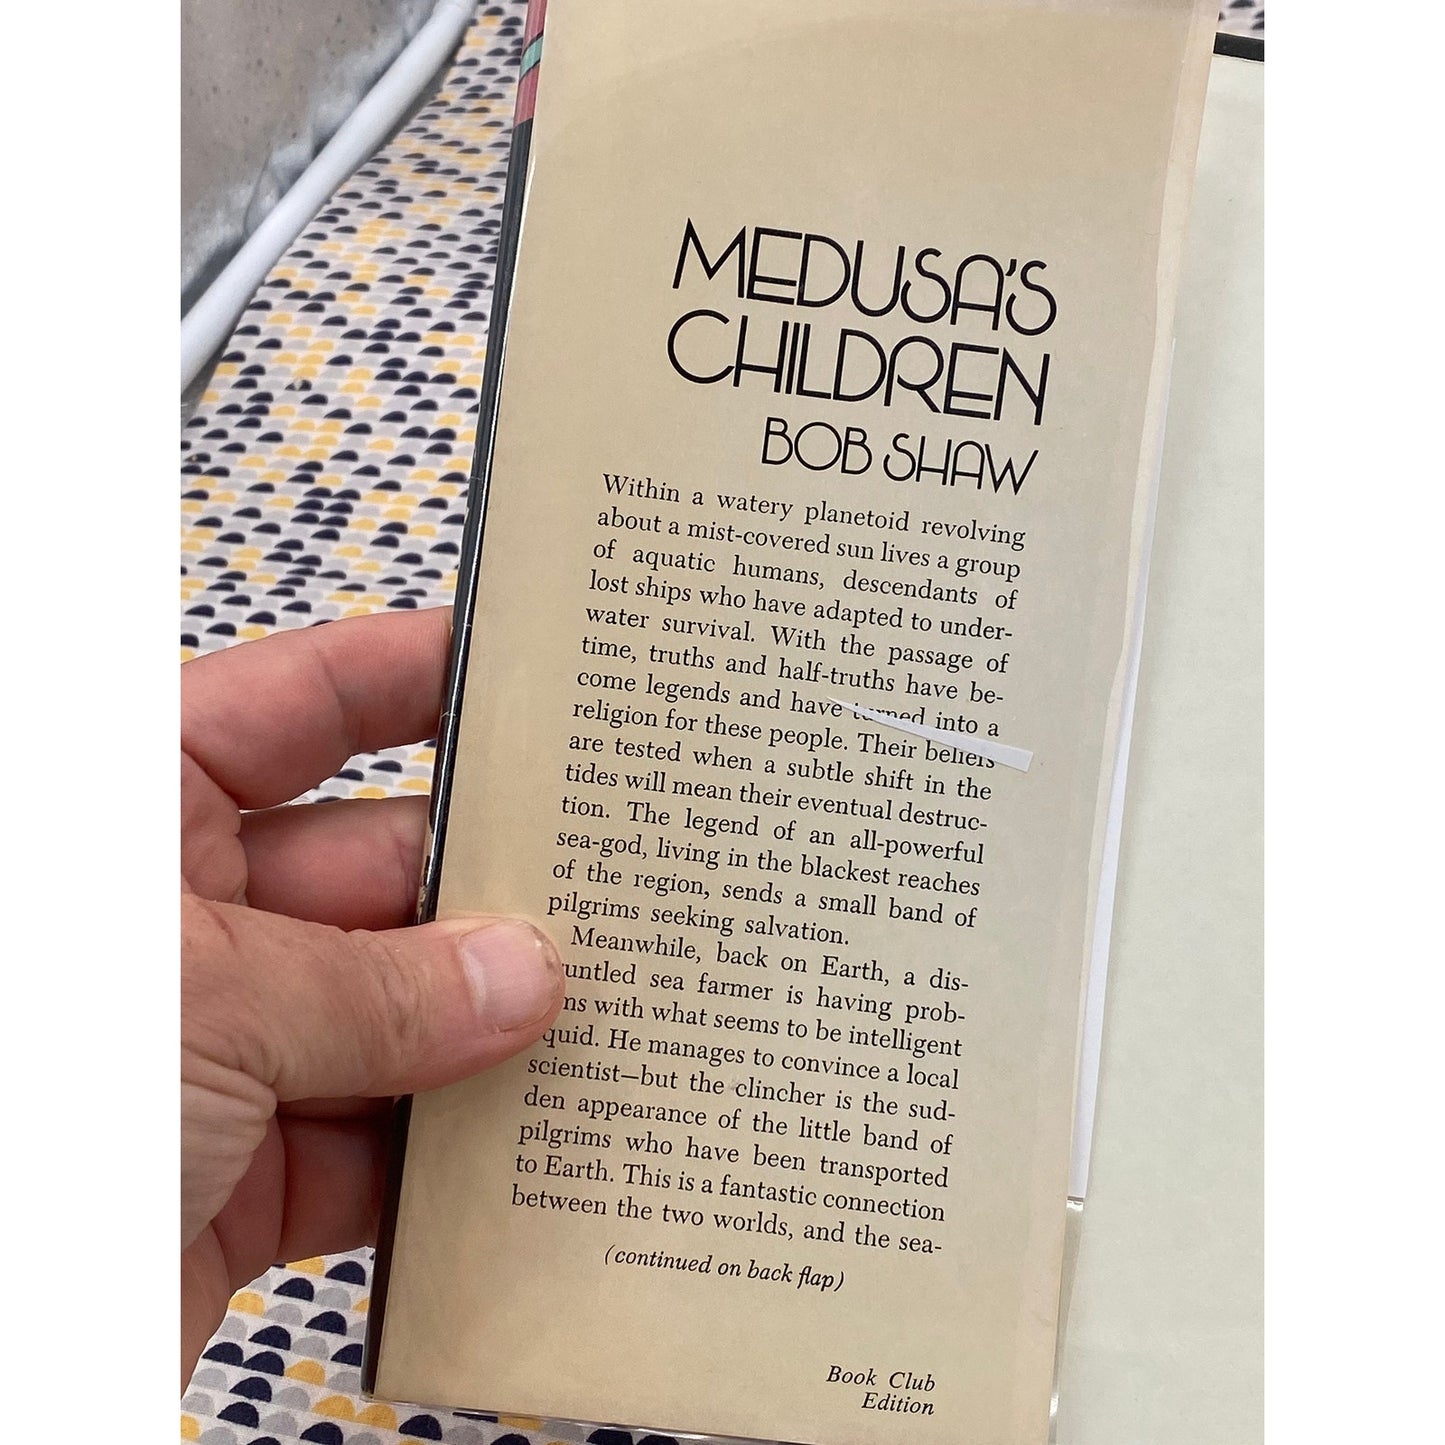 MEDUSA'S
CHILDREN
BOB SHAW
Within a watery planetoid revolving
about a mist-covered sun lives a group
of aquatic humans, descendants of
lost ships who have adapted to under-
water survival. With the passage of
time, truths and half-truths have be-
come legends and have turned into a
religion for these people. Their beliefs
are tested when a subtle shift in the
tides will mean their eventual destruc-
tion. The legend of an all-powerful
sea-god, living in the blackest reaches
of the region, sends a small band of
pilgrims seeking salvation.
Meanwhile, back on Earth, a dis-
untled sea farmer is having prob-
ms with what seems to be intelligent
quid. He manages to convince a local
scientist—but the clincher is the sud-
den appearance of the little band of
pilgrims who have been transported
to Earth. This is a fantastic connection
between the two worlds, and the sea-
(continued on back flap)
Book Club
Edition